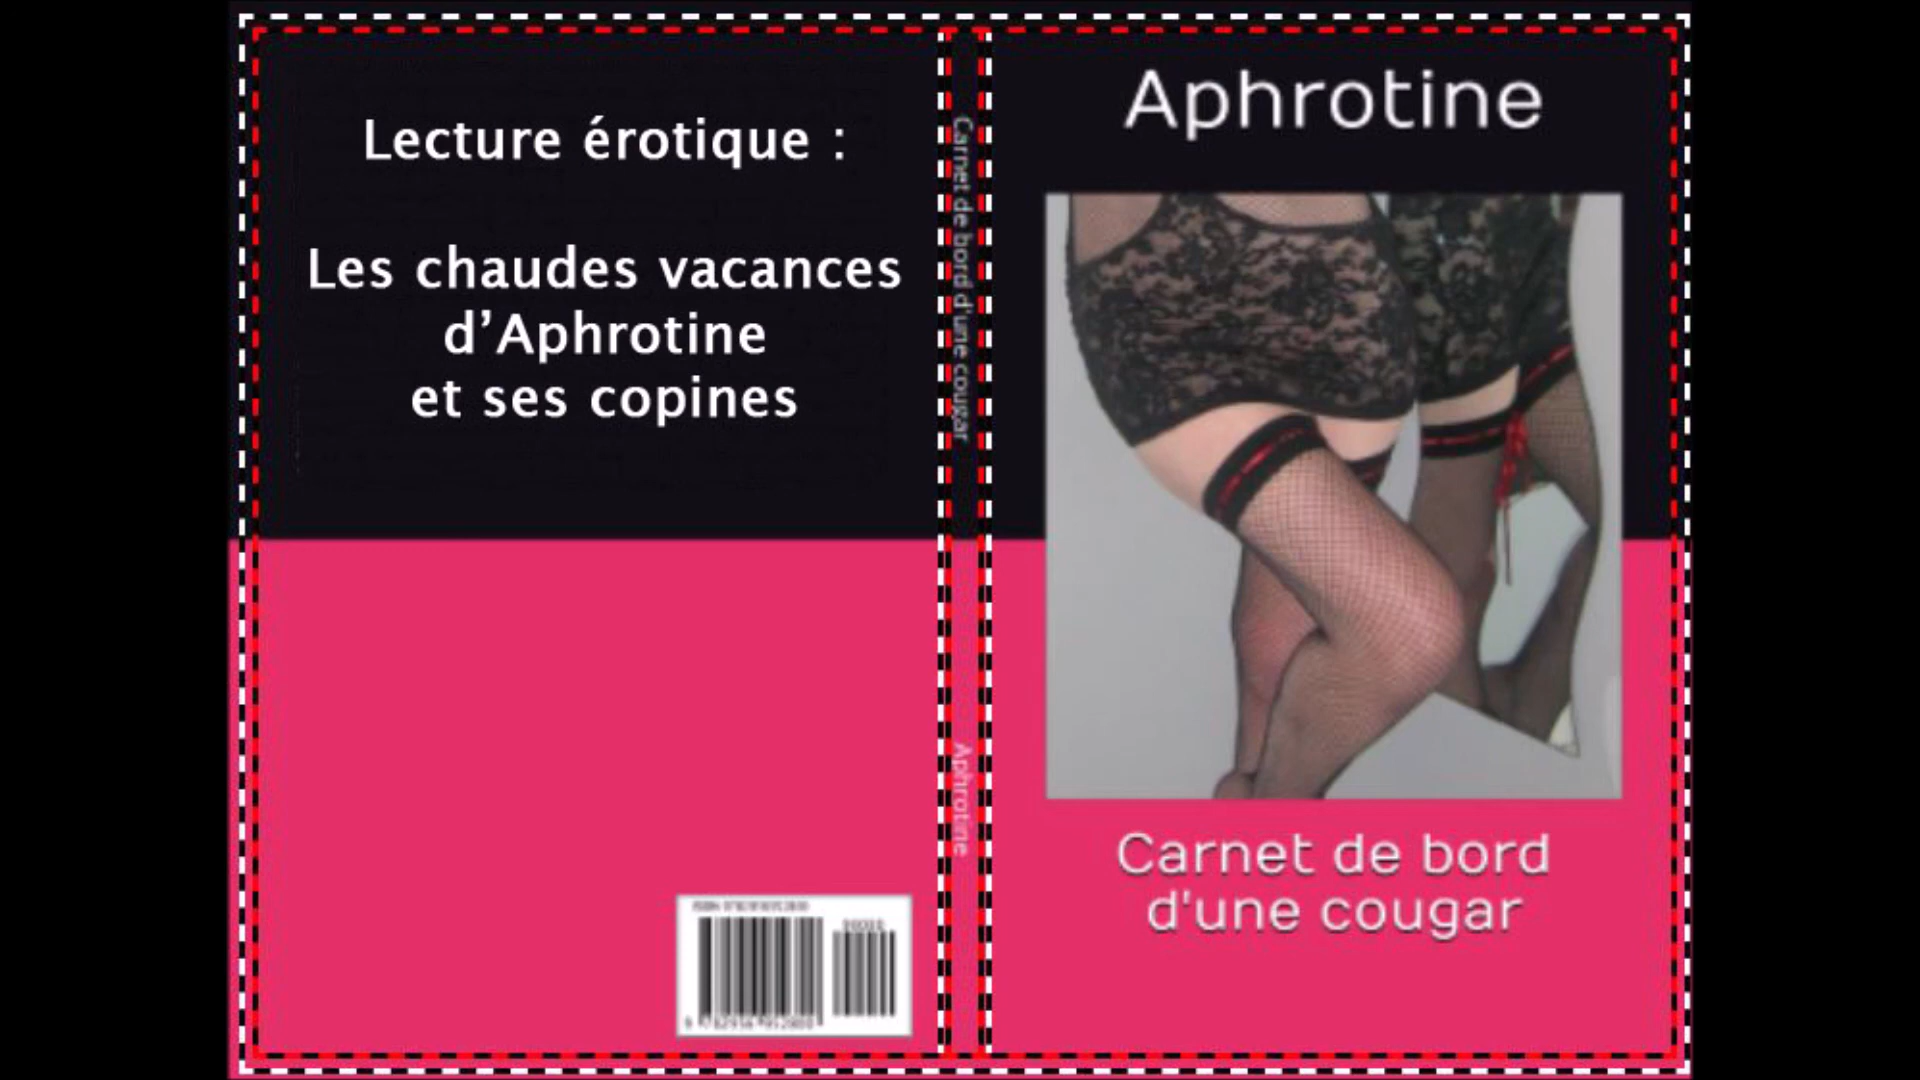 Lecture érotique :
Les chaudes vacances
d’Aphrotine
et ses copines
Carnet de bord d'une cougar
Aphrotine
Aphrotine
Carnet de bord
d'une cougar